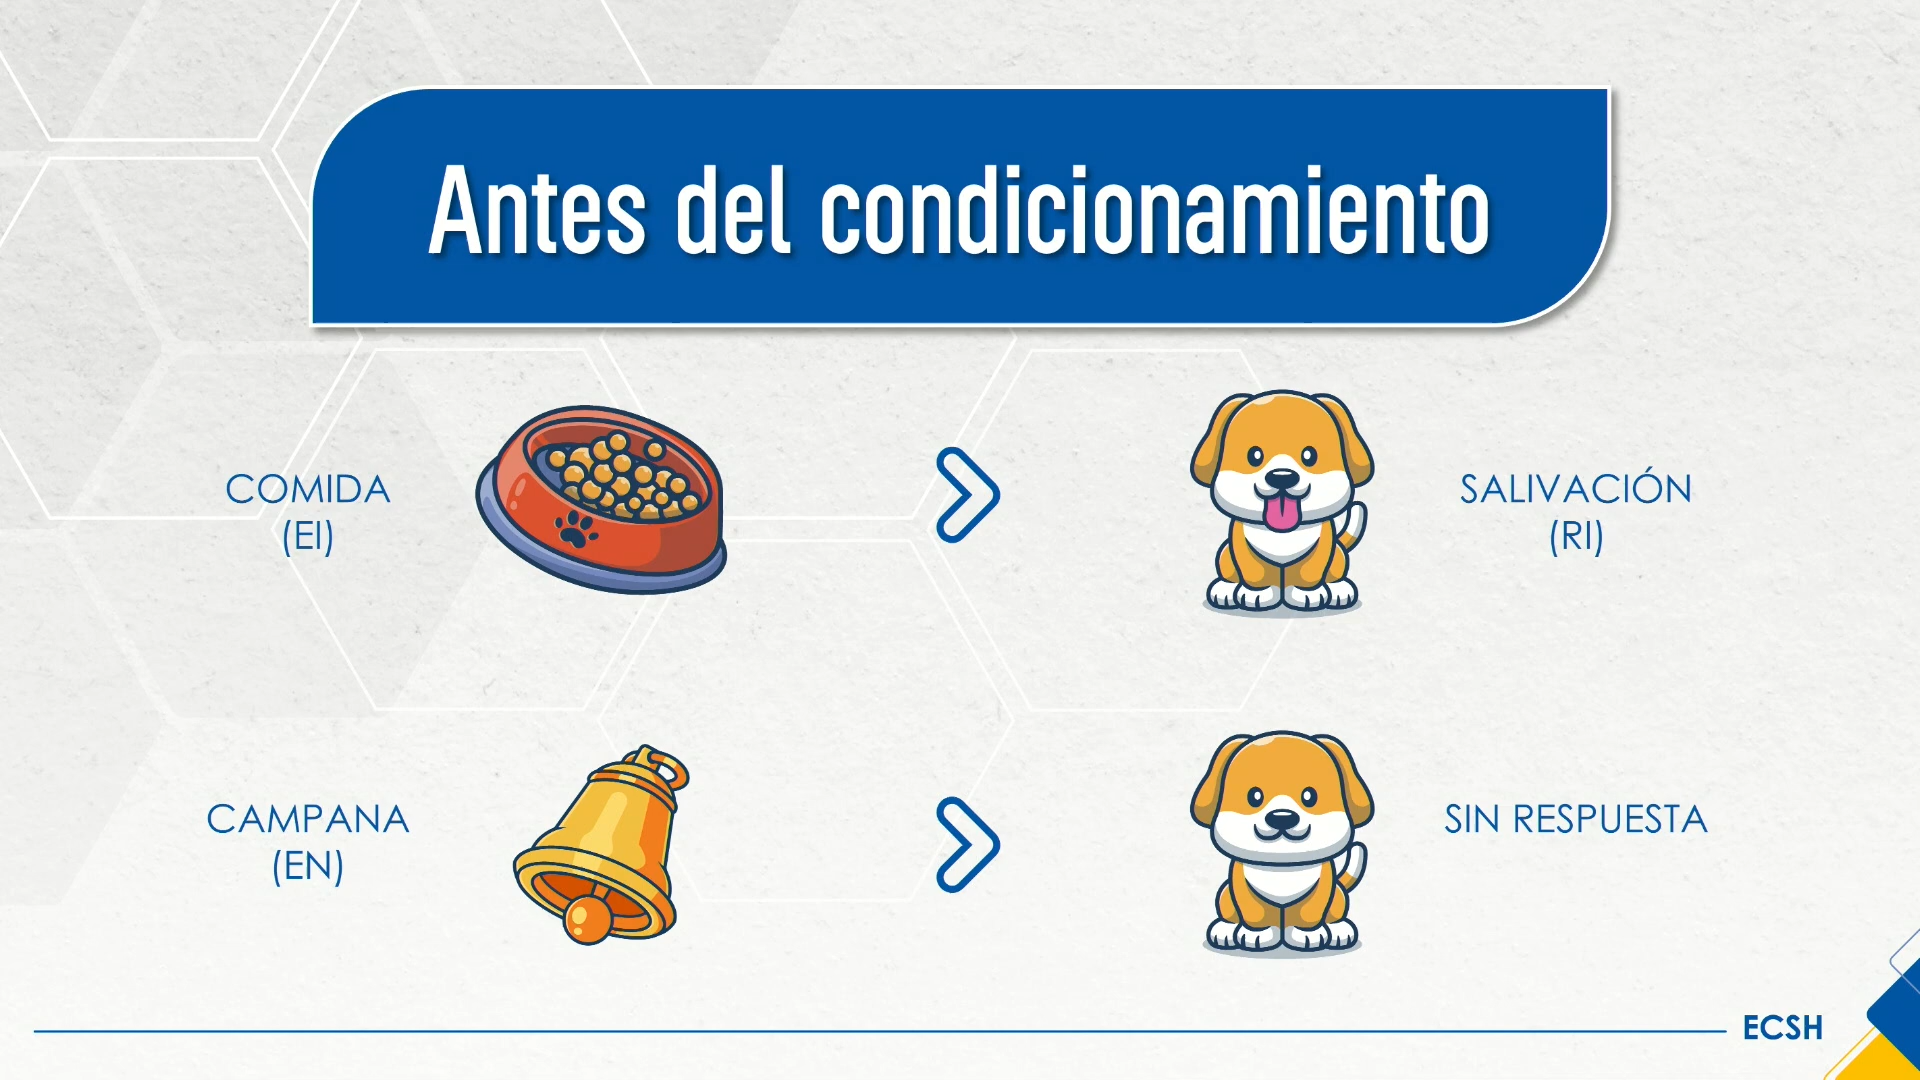 Antes del condicionamiento
COMIDA
(EI)
SALIVACIÓN
(RI)
CAMPANA
(EN)
SIN RESPUESTA
ECSH